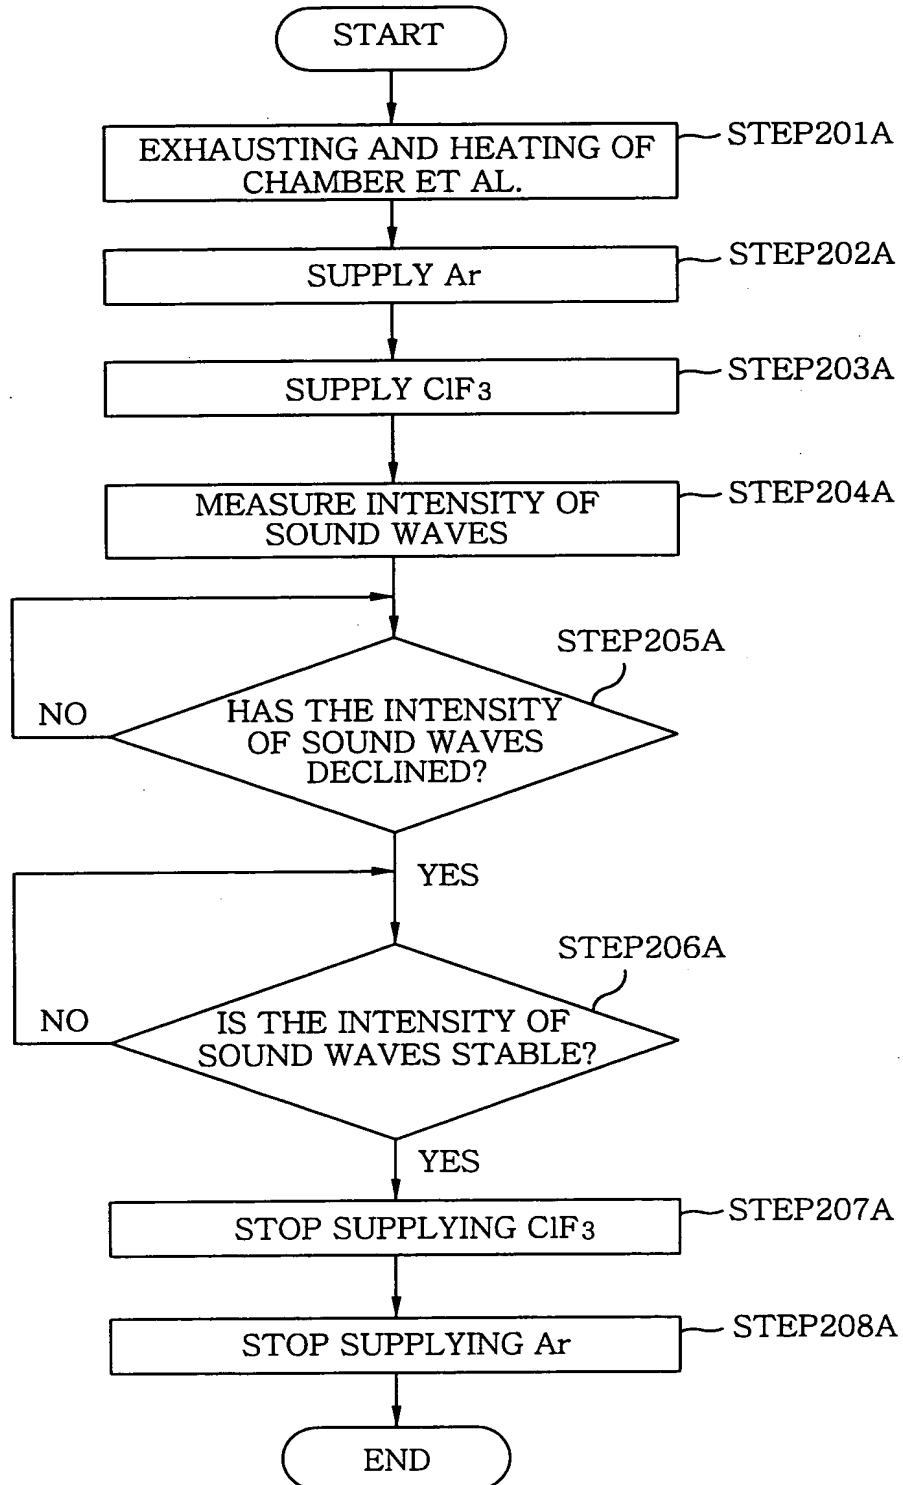 START
EXHAUSTING AND HEATING OF
CHAMBER ET AL.
STEP201A
SUPPLY Ar
STEP202A
SUPPLY ClF3
STEP203A
MEASURE INTENSITY OF
SOUND WAVES
STEP204A
STEP205A
HAS THE INTENSITY
OF SOUND WAVES
DECLINED?
NO
YES
STEP206A
IS THE INTENSITY OF
SOUND WAVES STABLE?
NO
YES
STOP SUPPLYING ClF3
STEP207A
STOP SUPPLYING Ar
STEP208A
END